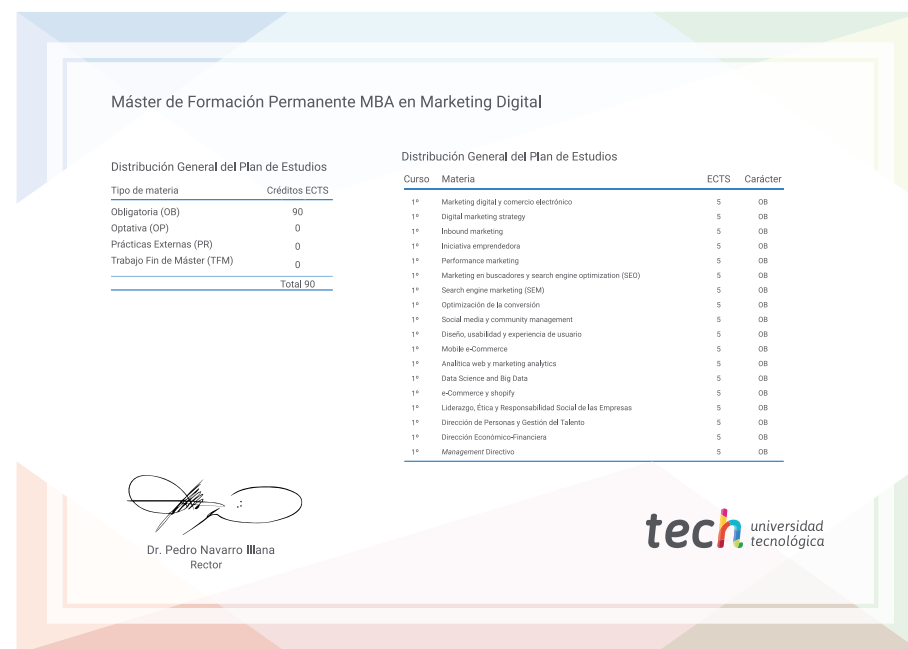 Máster de Formación Permanente MBA en Marketing Digital
Distribución General del Plan de Estudios
Tipo de materia Créditos ECTS
Obligatoria (OB) 90
Optativa (OP) 0
Prácticas Externas (PR) 0
Trabajo Fin de Máster (TFM) 0
Total 90
Distribución General del Plan de Estudios
Curso Materia ECTS Carácter
1º Marketing digital y comercio electrónico 5 OB
1º Digital marketing strategy 5 OB
1º Inbound marketing 5 OB
1º Iniciativa emprendedora 5 OB
1º Performance marketing 5 OB
1º Marketing en buscadores y search engine optimization (SEO) 5 OB
1º Search engine marketing (SEM) 5 OB
1º Optimización de la conversión 5 OB
1º Social media y community management 5 OB
1º Diseño, usabilidad y experiencia de usuario 5 OB
1º Mobile e-Commerce 5 OB
1º Analítica web y marketing analytics 5 OB
1º Data Science and Big Data 5 OB
1º e-Commerce y shopify 5 OB
1º Liderazgo, Ética y Responsabilidad Social de las Empresas 5 OB
1º Dirección de Personas y Gestión del Talento 5 OB
1º Dirección Económico-Financiera 5 OB
1º Management Directivo 5 OB
Dr. Pedro Navarro Illana
Rector
tech universidad
tecnológica